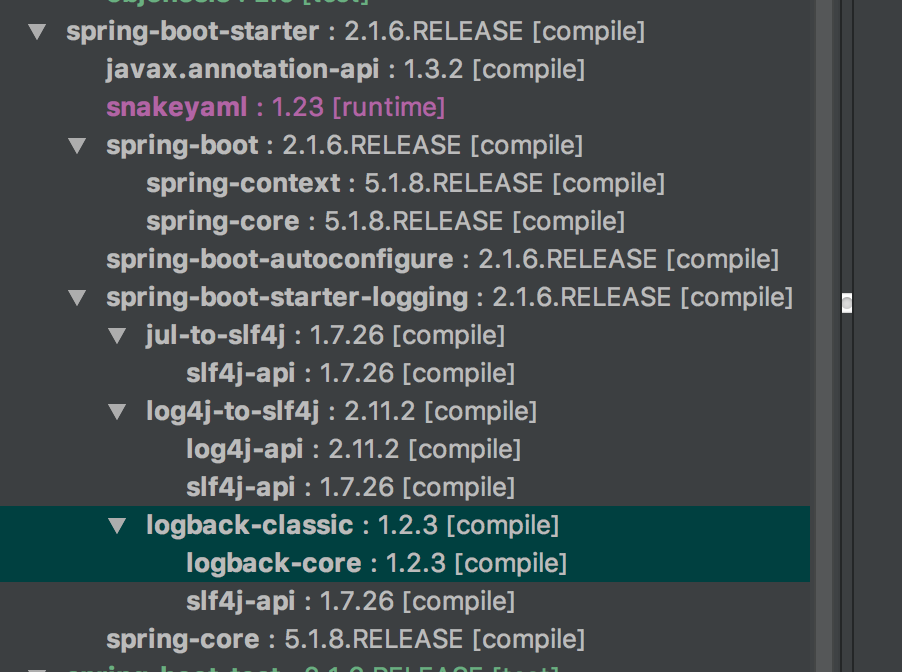 spring-boot-starter : 2.1.6.RELEASE [compile]
javax.annotation-api : 1.3.2 [compile]
snakeyaml : 1.23 [runtime]
spring-boot : 2.1.6.RELEASE [compile]
spring-context : 5.1.8.RELEASE [compile]
spring-core : 5.1.8.RELEASE [compile]
spring-boot-autoconfigure : 2.1.6.RELEASE [compile]
spring-boot-starter-logging : 2.1.6.RELEASE [compile]
jul-to-slf4j : 1.7.26 [compile]
slf4j-api : 1.7.26 [compile]
log4j-to-slf4j : 2.11.2 [compile]
log4j-api : 2.11.2 [compile]
slf4j-api : 1.7.26 [compile]
logback-classic : 1.2.3 [compile]
logback-core : 1.2.3 [compile]
slf4j-api : 1.7.26 [compile]
spring-core : 5.1.8.RELEASE [compile]